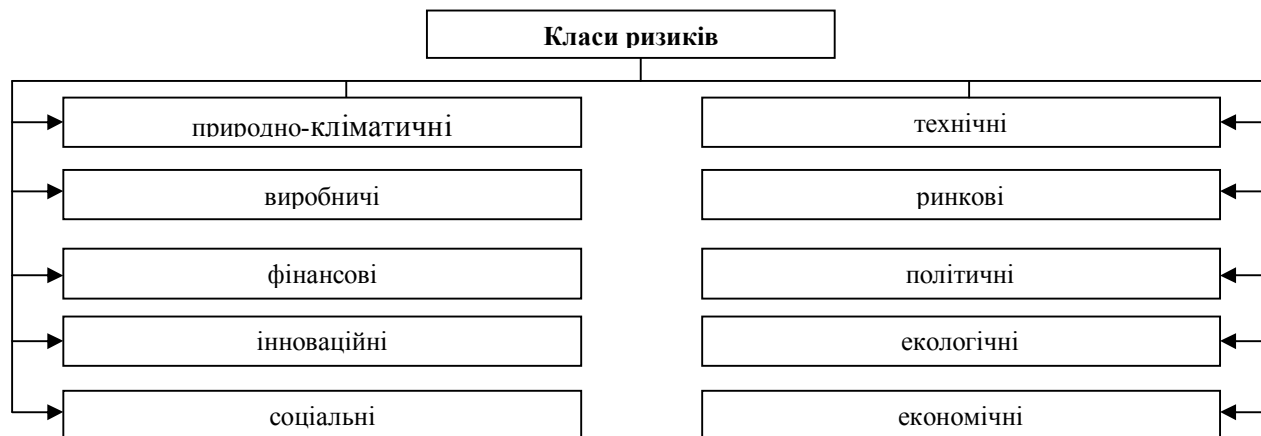 Класи ризиків
природно-кліматичні
технічні
виробничі
ринкові
фінансові
політичні
інноваційні
екологічні
соціальні
економічні